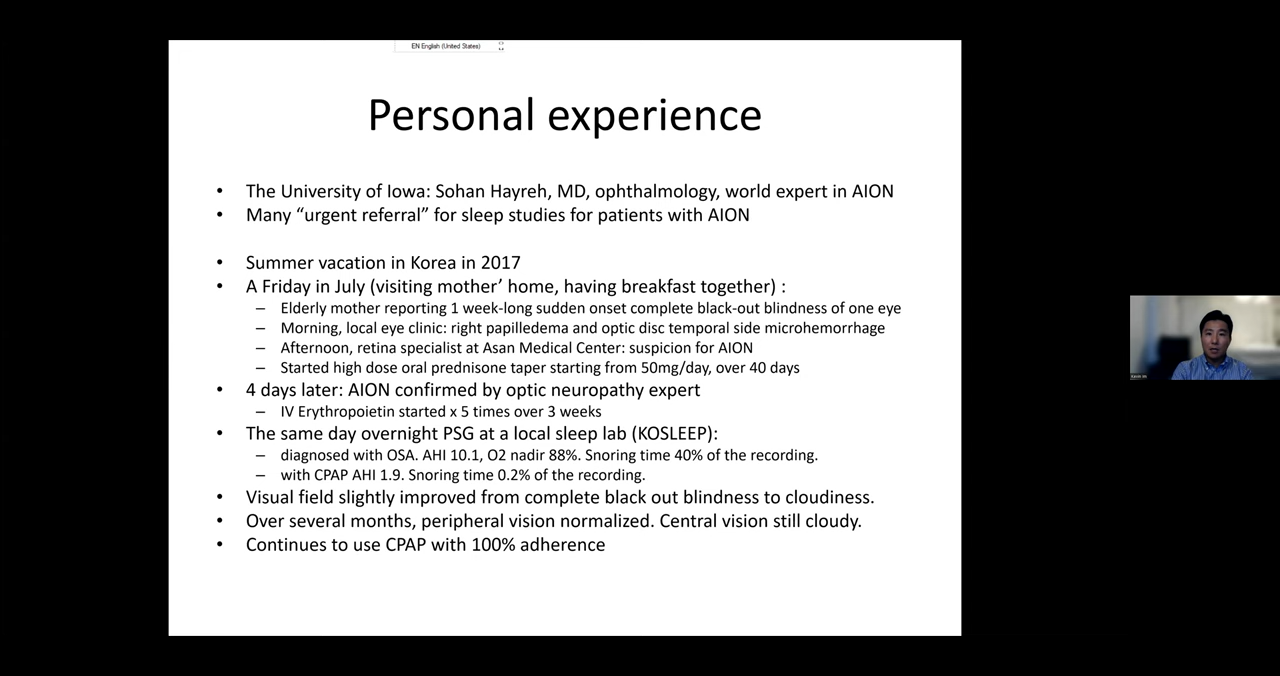 EN English (United States)
Personal experience
• The University of Iowa: Sohan Hayreh, MD, ophthalmology, world expert in AION
• Many “urgent referral” for sleep studies for patients with AION
• Summer vacation in Korea in 2017
• A Friday in July (visiting mother’ home, having breakfast together) :
– Elderly mother reporting 1 week-long sudden onset complete black-out blindness of one eye
– Morning, local eye clinic: right papilledema and optic disc temporal side microhemorrhage
– Afternoon, retina specialist at Asan Medical Center: suspicion for AION
– Started high dose oral prednisone taper starting from 50mg/day, over 40 days
• 4 days later: AION confirmed by optic neuropathy expert
– IV Erythropoietin started x 5 times over 3 weeks
• The same day overnight PSG at a local sleep lab (KOSLEEP):
– diagnosed with OSA. AHI 10.1, O2 nadir 88%. Snoring time 40% of the recording.
– with CPAP AHI 1.9. Snoring time 0.2% of the recording.
• Visual field slightly improved from complete black out blindness to cloudiness.
• Over several months, peripheral vision normalized. Central vision still cloudy.
• Continues to use CPAP with 100% adherence